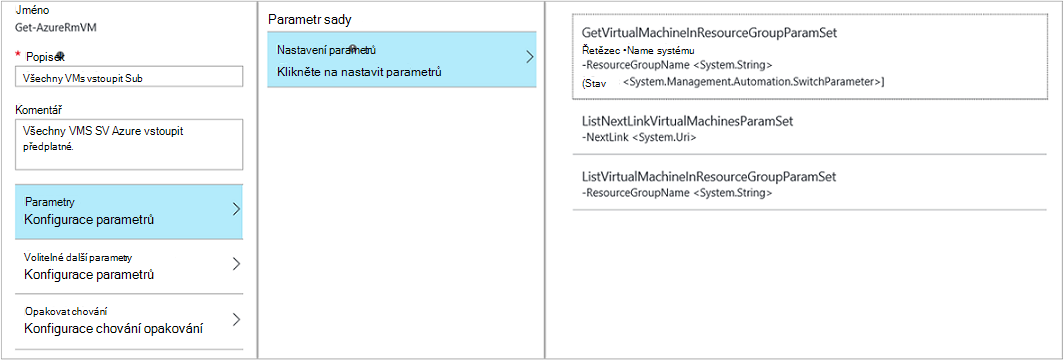 Jméno
Get-AzureRmVM
* Popisek
Všechny VMs vstoupit Sub
Komentář
Všechny VMS SV Azure vstoupit
předplatné.
Parametry
Konfigurace parametrů
Volitelné další parametry
Konfigurace parametrů
Opakovat chování
Konfigurace chování opakování
Parametr sady
Nastavení parametrů
Klikněte na nastavit parametrů
GetVirtualMachineInResourceGroupParamSet
Řetězec •Name systému
-ResourceGroupName <System.String>
(Stav <System.Management.Automation.SwitchParameter>]
ListNextLinkVirtualMachinesParamSet
-NextLink <System.Uri>
ListVirtualMachineInResourceGroupParamSet
-ResourceGroupName <System.String>